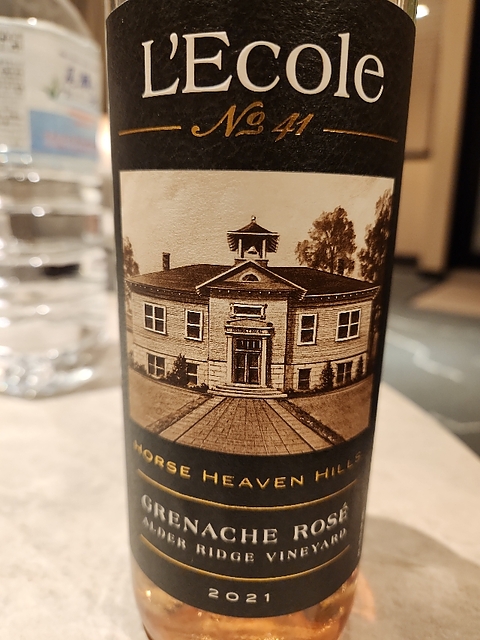 L'Ecole
No 41
HORSE HEAVEN HILLS
GRENACHE ROSÉ
ALDER RIDGE VINEYARD
2021